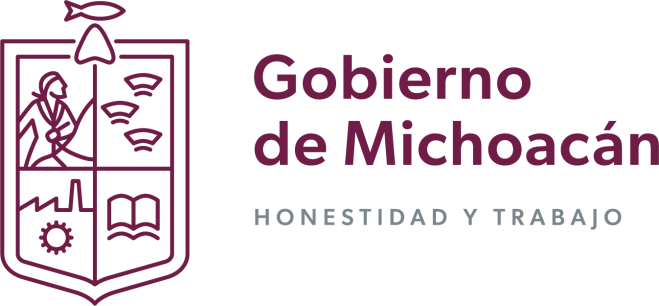 Gobierno
de Michoacán
HONESTIDAD Y TRABAJO